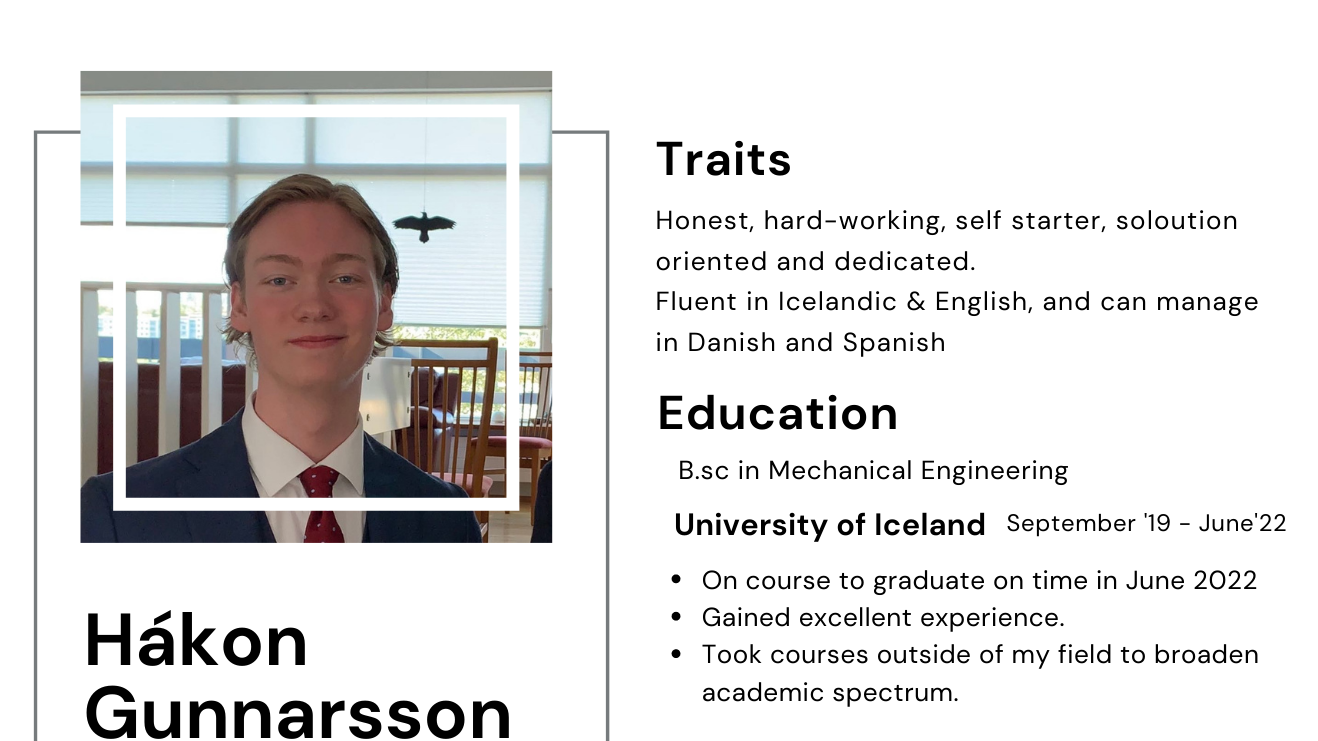 Traits
Honest, hard-working, self starter, soloution
oriented and dedicated.
Fluent in Icelandic & English, and can manage
in Danish and Spanish
Education
B.sc in Mechanical Engineering
University of Iceland September '19 - June'22
• On course to graduate on time in June 2022
• Gained excellent experience.
• Took courses outside of my field to broaden
academic spectrum.
Hákon
Gunnarsson